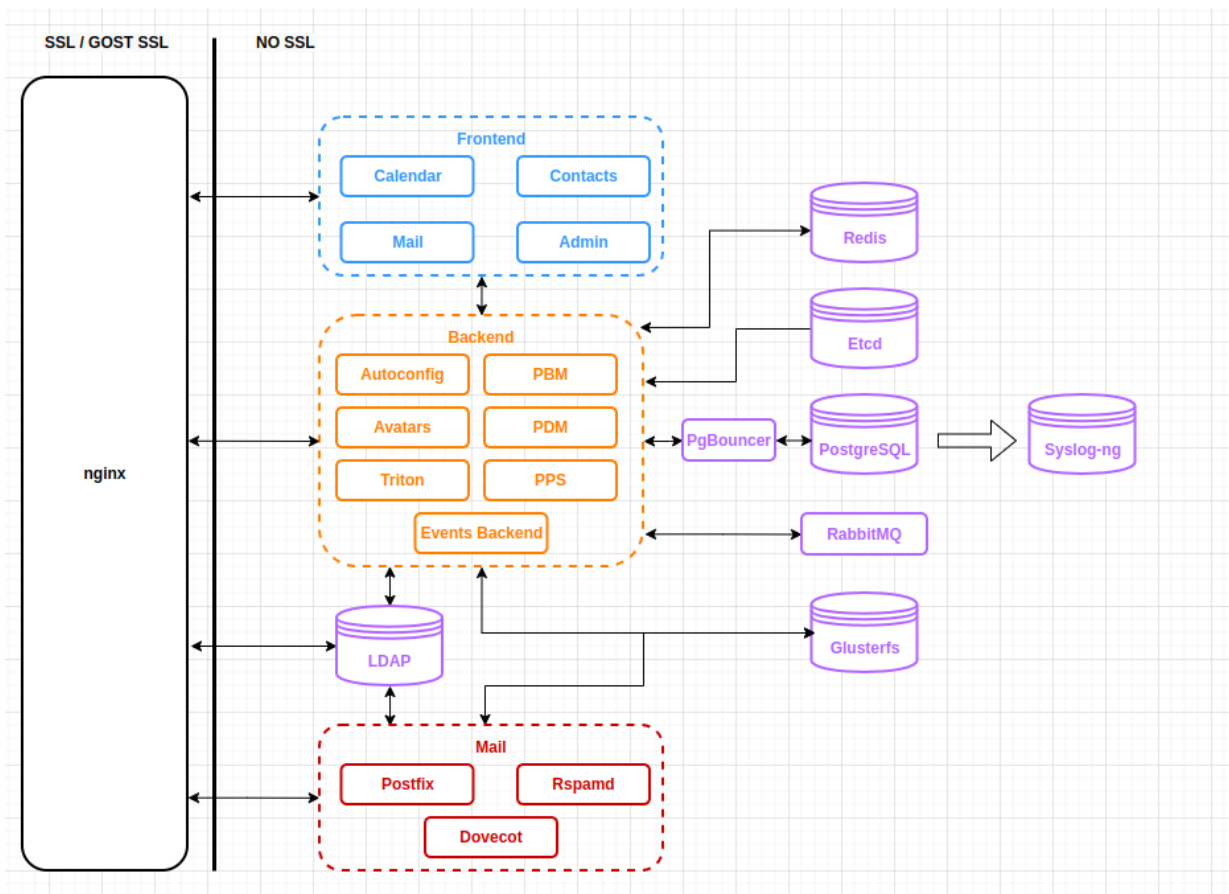 SSL / GOST SSL
NO SSL
nginx
Frontend
Calendar
Contacts
Mail
Admin
Backend
Autoconfig
PBM
Avatars
PDM
Triton
PPS
Events Backend
Redis
Etcd
PgBouncer
PostgreSQL
Syslog-ng
RabbitMQ
Glusterfs
LDAP
Mail
Postfix
Rspamd
Dovecot